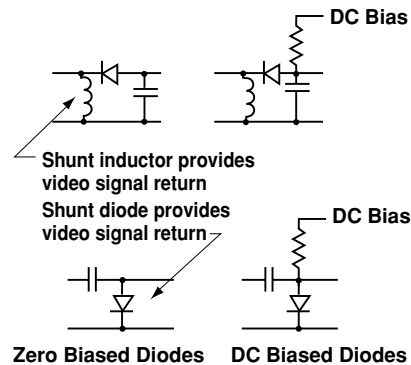 DC Bias
Shunt inductor provides
video signal return
Shunt diode provides
video signal return
DC Bias
Zero Biased Diodes
DC Biased Diodes